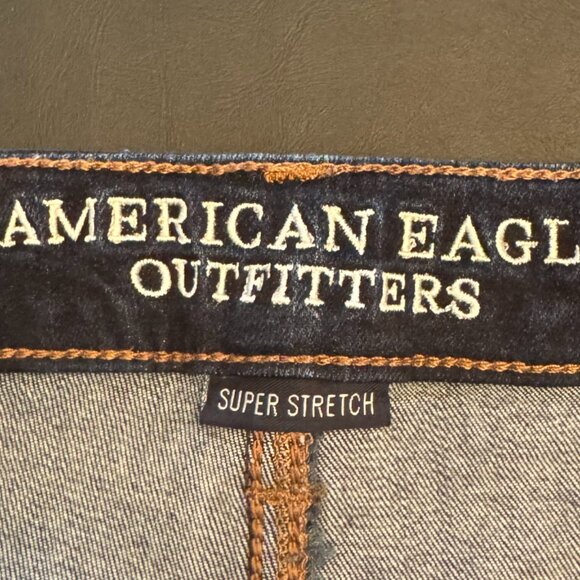 AMERICAN EAGL
OUTFITTERS
SUPER STRETCH